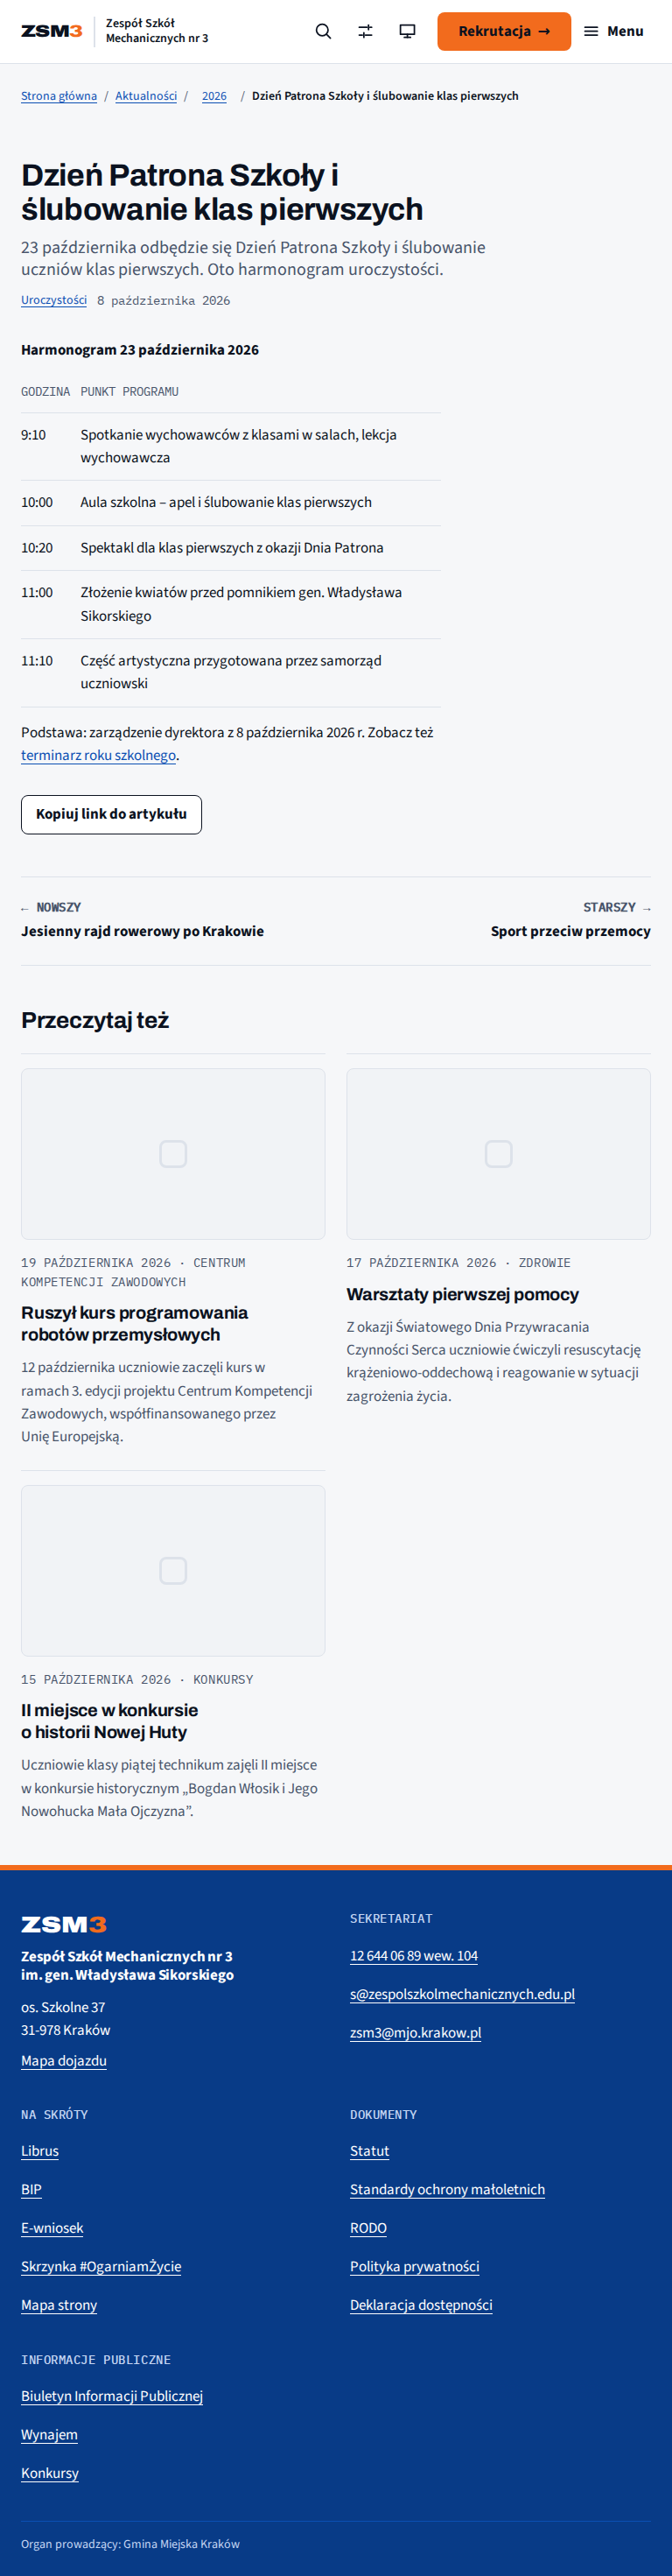 ZSM3
Zespół Szkół
Mechanicznych nr 3
Rekrutacja →
Menu
Strona główna / Aktualności / 2026 / Dzień Patrona Szkoły i ślubowanie klas pierwszych
Dzień Patrona Szkoły i
ślubowanie klas pierwszych
23 października odbędzie się Dzień Patrona Szkoły i ślubowanie
uczniów klas pierwszych. Oto harmonogram uroczystości.
Uroczystości 8 października 2026
Harmonogram 23 października 2026
GODZINA PUNKT PROGRAMU
9:10 Spotkanie wychowawców z klasami w salach, lekcja
wychowawcza
10:00 Aula szkolna – apel i ślubowanie klas pierwszych
10:20 Spektakl dla klas pierwszych z okazji Dnia Patrona
11:00 Złożenie kwiatów przed pomnikiem gen. Władysława
Sikorskiego
11:10 Część artystyczna przygotowana przez samorząd
uczniowski
Podstawa: zarządzenie dyrektora z 8 października 2026 r. Zobacz też
terminarz roku szkolnego.
Kopiuj link do artykułu
← NOWSZY
Jesienny rajd rowerowy po Krakowie
STARSZY →
Sport przeciw przemocy
Przeczytaj też
19 PAŹDZIERNIKA 2026 · CENTRUM
KOMPETENCJI ZAWODOWYCH
Ruszył kurs programowania
robotów przemysłowych
12 października uczniowie zaczęli kurs w
ramach 3. edycji projektu Centrum Kompetencji
Zawodowych, współfinansowanego przez
Unię Europejską.
17 PAŹDZIERNIKA 2026 · ZDROWIE
Warsztaty pierwszej pomocy
Z okazji Światowego Dnia Przywracania
Czynności Serca uczniowie ćwiczyli resuscytację
krążeniowo-oddechową i reagowanie w sytuacji
zagrożenia życia.
15 PAŹDZIERNIKA 2026 · KONKURSY
II miejsce w konkursie
o historii Nowej Huty
Uczniowie klasy piątej technikum zajęli II miejsce
w konkursie historycznym „Bogdan Włosik i Jego
Nowohucka Mała Ojczyzna”.
ZSM3
Zespół Szkół Mechanicznych nr 3
im. gen. Władysława Sikorskiego
os. Szkolne 37
31-978 Kraków
Mapa dojazdu
SEKRETARIAT
12 644 06 89 wew. 104
s@zespolszkolmechanicznych.edu.pl
zsm3@mjo.krakow.pl
NA SKRÓTY
Librus
BIP
E-wniosek
Skrzynka #OgarniamŻycie
Mapa strony
DOKUMENTY
Statut
Standardy ochrony małoletnich
RODO
Polityka prywatności
Deklaracja dostępności
INFORMACJE PUBLICZNE
Biuletyn Informacji Publicznej
Wynajem
Konkursy
Organ prowadzący: Gmina Miejska Kraków